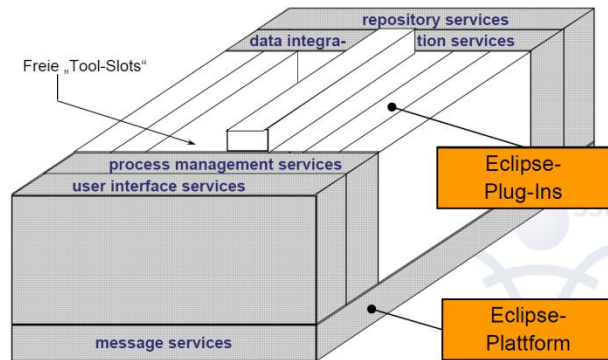 repository services
data integra- tion services
Freie „Tool-Slots“
process management services
user interface services
Eclipse-
Plug-Ins
Eclipse-
Plattform
message services